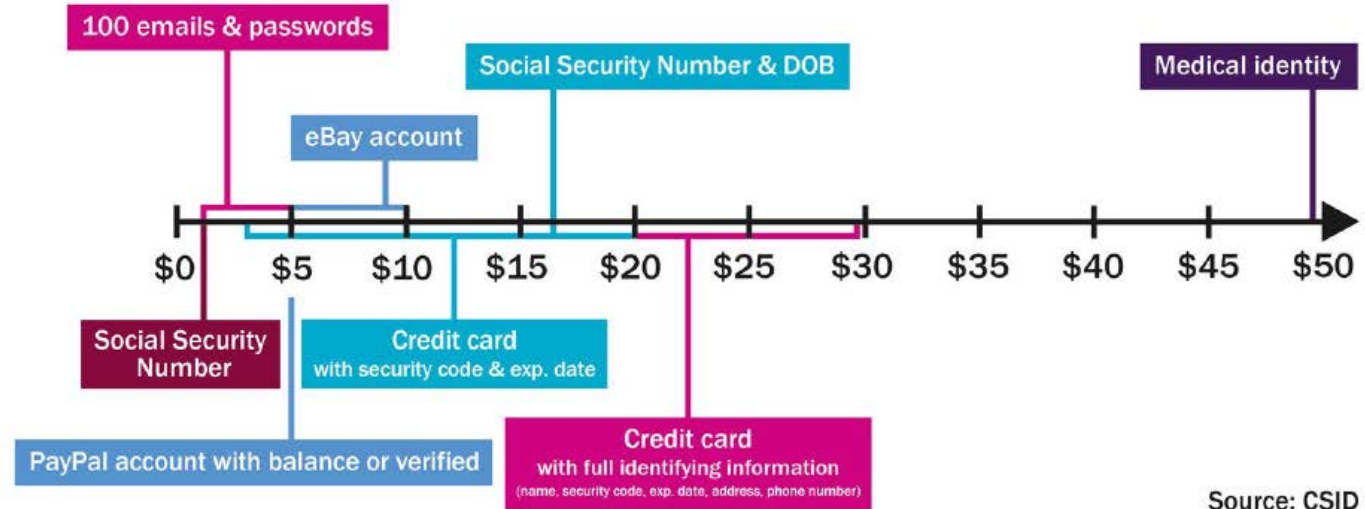 100 emails & passwords
Social Security Number & DOB
Medical identity
eBay account
$0 $5 $10 $15 $20 $25 $30 $35 $40 $45 $50
Social Security
Number
Credit card
with security code & exp. date
PayPal account with balance or verified
Credit card
with full identifying information
(name, security code, exp. date, address, phone number)
Source: CSID